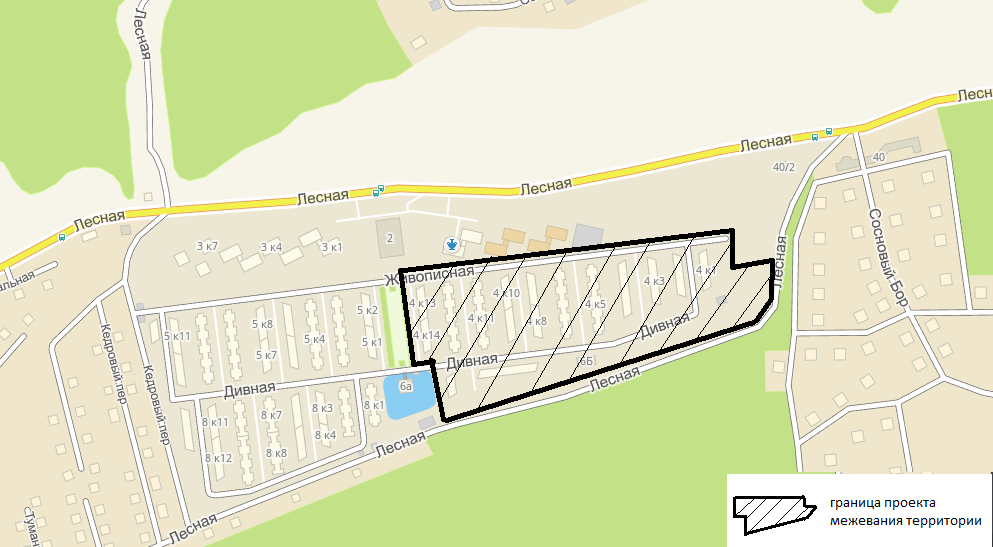 Лесная
Лесная
Лесная
Лесная
40/2
40
Лесная
Лесная
Лесная
3 к7
3 к4
3 к1
2
Живописная
Сосновый Бор
альная
4 к13
4 к10
4 к3
4 к1
4 к5
5 к2
5 к8
5 к11
5 к4
5 к1
5 к7
4 к14
4 к11
4 к8
Дивная
Дивная
Дивная
6Б
6а
Кедровый пер
Кедровый пер
8 к11
8 к7
8 к3
8 к1
8 к4
8 к8
8 к12
Лесная
Лесная
Лесная
Туман
граница проекта
межевания территории